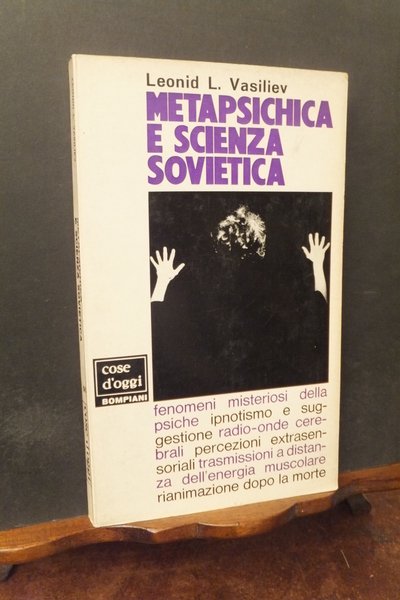 Leonid L. Vasiliev
METAPSICHICA
E SCIENZA
SOVIETICA
cose
d'oggi
BOMPIANI
fenomeni misteriosi della
psiche ipnotismo e sug-
gestione radio-onde cere-
brali percezioni extrasen-
soriali trasmissioni a distan-
za dell'energia muscolare
rianimazione dopo la morte